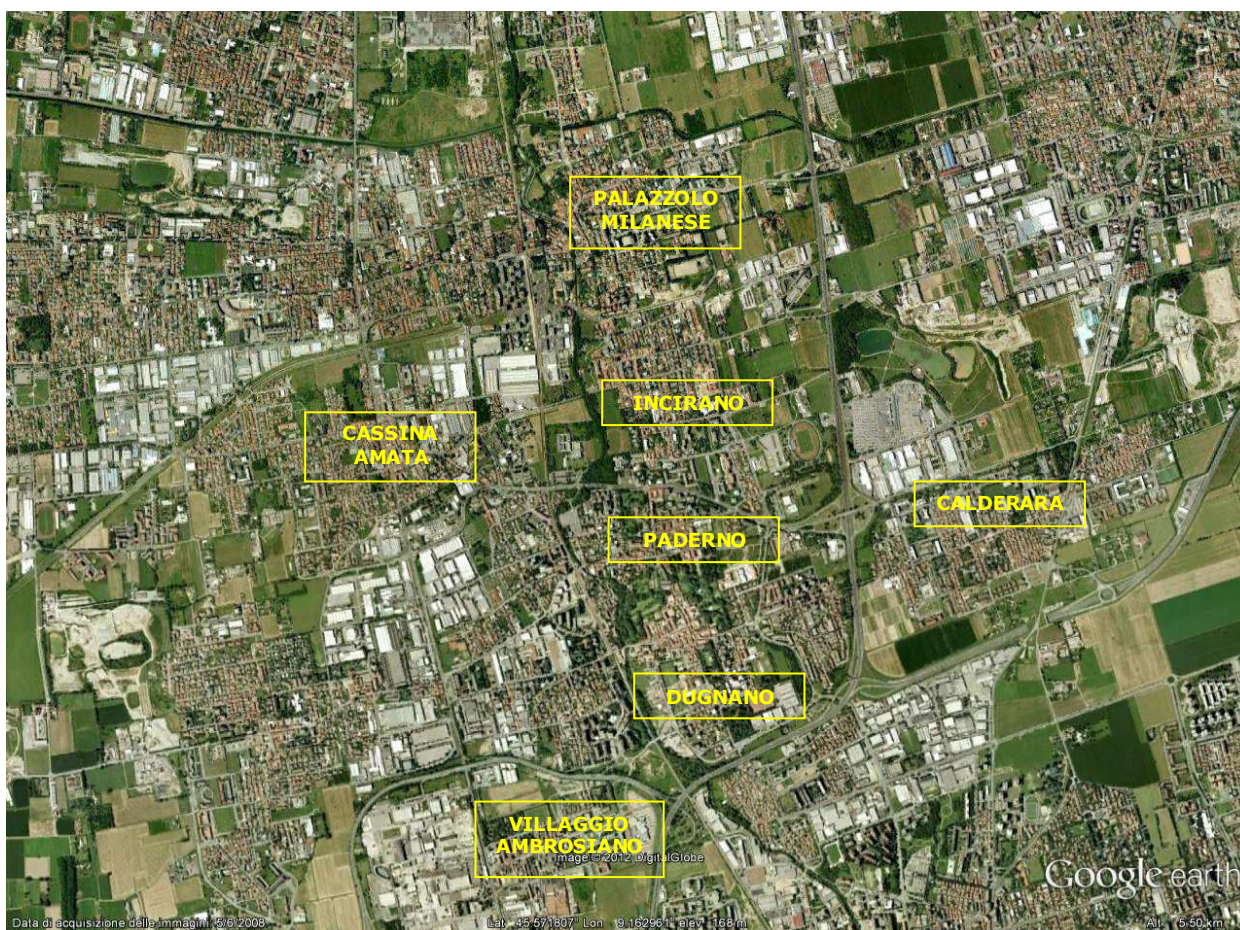 PALAZZOLO
MILANESE
INCIRANO
CASSINA
AMATA
CALDERARA
PADERNO
DUGNANO
VILLAGGIO
AMBROSIANO
Image © 2012 DigitalGlobe
Google earth
Data di acquisizione delle immagini: 5/6/2008
Lat 45.571807° Lon 9.162961° elev 168 m
Alt 5.50 km